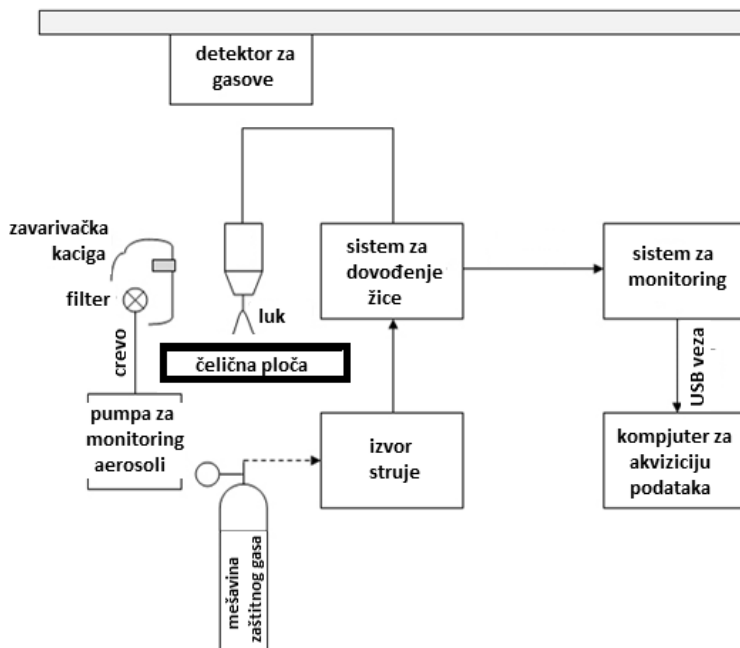 detektor za
gasove
zavarivačka
kaciga
filter
crevo
pumpa za
monitoring
aerosoli
luk
čelična ploča
sistem za
dovođenje
žice
sistem za
monitoring
USB veza
izvor
struje
kompjuter za
akviziciju
podataka
mešavina
zaštitnog gasa